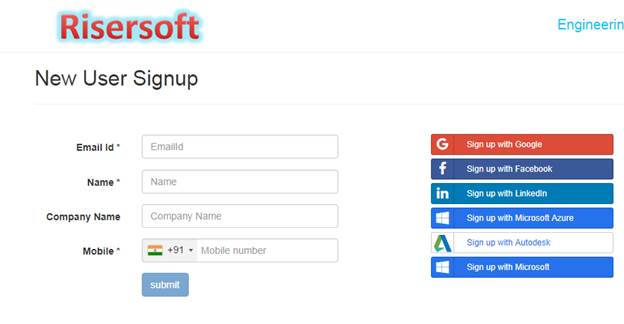 Risersoft
Engineerin
New User Signup
Email Id *
EmailId
Name *
Name
Company Name
Company Name
Mobile *
+91
Mobile number
submit
G
Sign up with Google
f
Sign up with Facebook
in
Sign up with LinkedIn
Sign up with Microsoft Azure
Sign up with Autodesk
Sign up with Microsoft